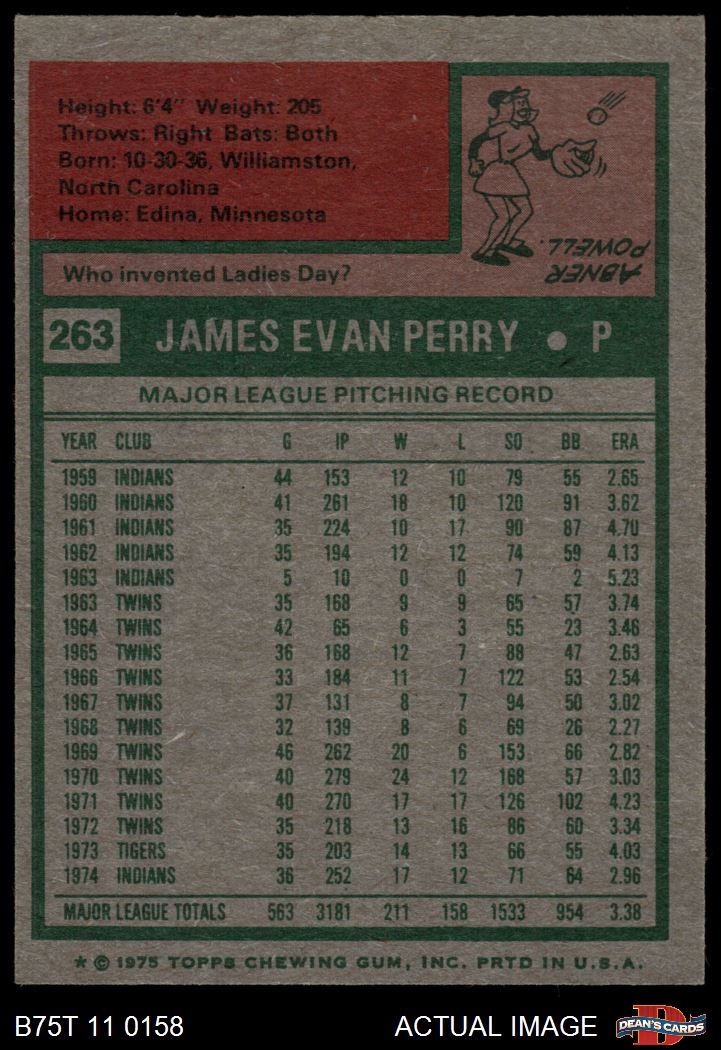 Height: 6'4" Weight: 205
Throws: Right Bats: Both
Born: 10-30-36, Williamston,
North Carolina
Home: Edina, Minnesota
ABNER
POWELL.
Who invented Ladies Day?
263 JAMES EVAN PERRY • P
MAJOR LEAGUE PITCHING RECORD
YEAR CLUB G IP W L SO BB ERA
1959 INDIANS 44 153 12 10 79 55 2.65
1960 INDIANS 41 261 18 10 120 91 3.62
1961 INDIANS 35 224 10 17 90 87 4.70
1962 INDIANS 35 194 12 12 74 59 4.13
1963 INDIANS 5 10 0 0 7 2 5.23
1963 TWINS 35 168 9 9 65 57 3.74
1964 TWINS 42 65 6 3 55 23 3.46
1965 TWINS 36 168 12 7 88 47 2.63
1966 TWINS 33 184 11 7 122 53 2.54
1967 TWINS 37 131 8 7 94 50 3.02
1968 TWINS 32 139 8 6 69 26 2.27
1969 TWINS 46 262 20 6 153 66 2.82
1970 TWINS 40 279 24 12 168 57 3.03
1971 TWINS 40 270 17 17 126 102 4.23
1972 TWINS 35 218 13 16 86 60 3.34
1973 TIGERS 35 203 14 13 66 55 4.03
1974 INDIANS 36 252 17 12 71 64 2.96
MAJOR LEAGUE TOTALS 563 3181 211 158 1533 954 3.38
* © 1975 TOPPS CHEWING GUM, INC. PRTD IN U.S.A.
B75T 11 0158 ACTUAL IMAGE DEAN'S CARDS